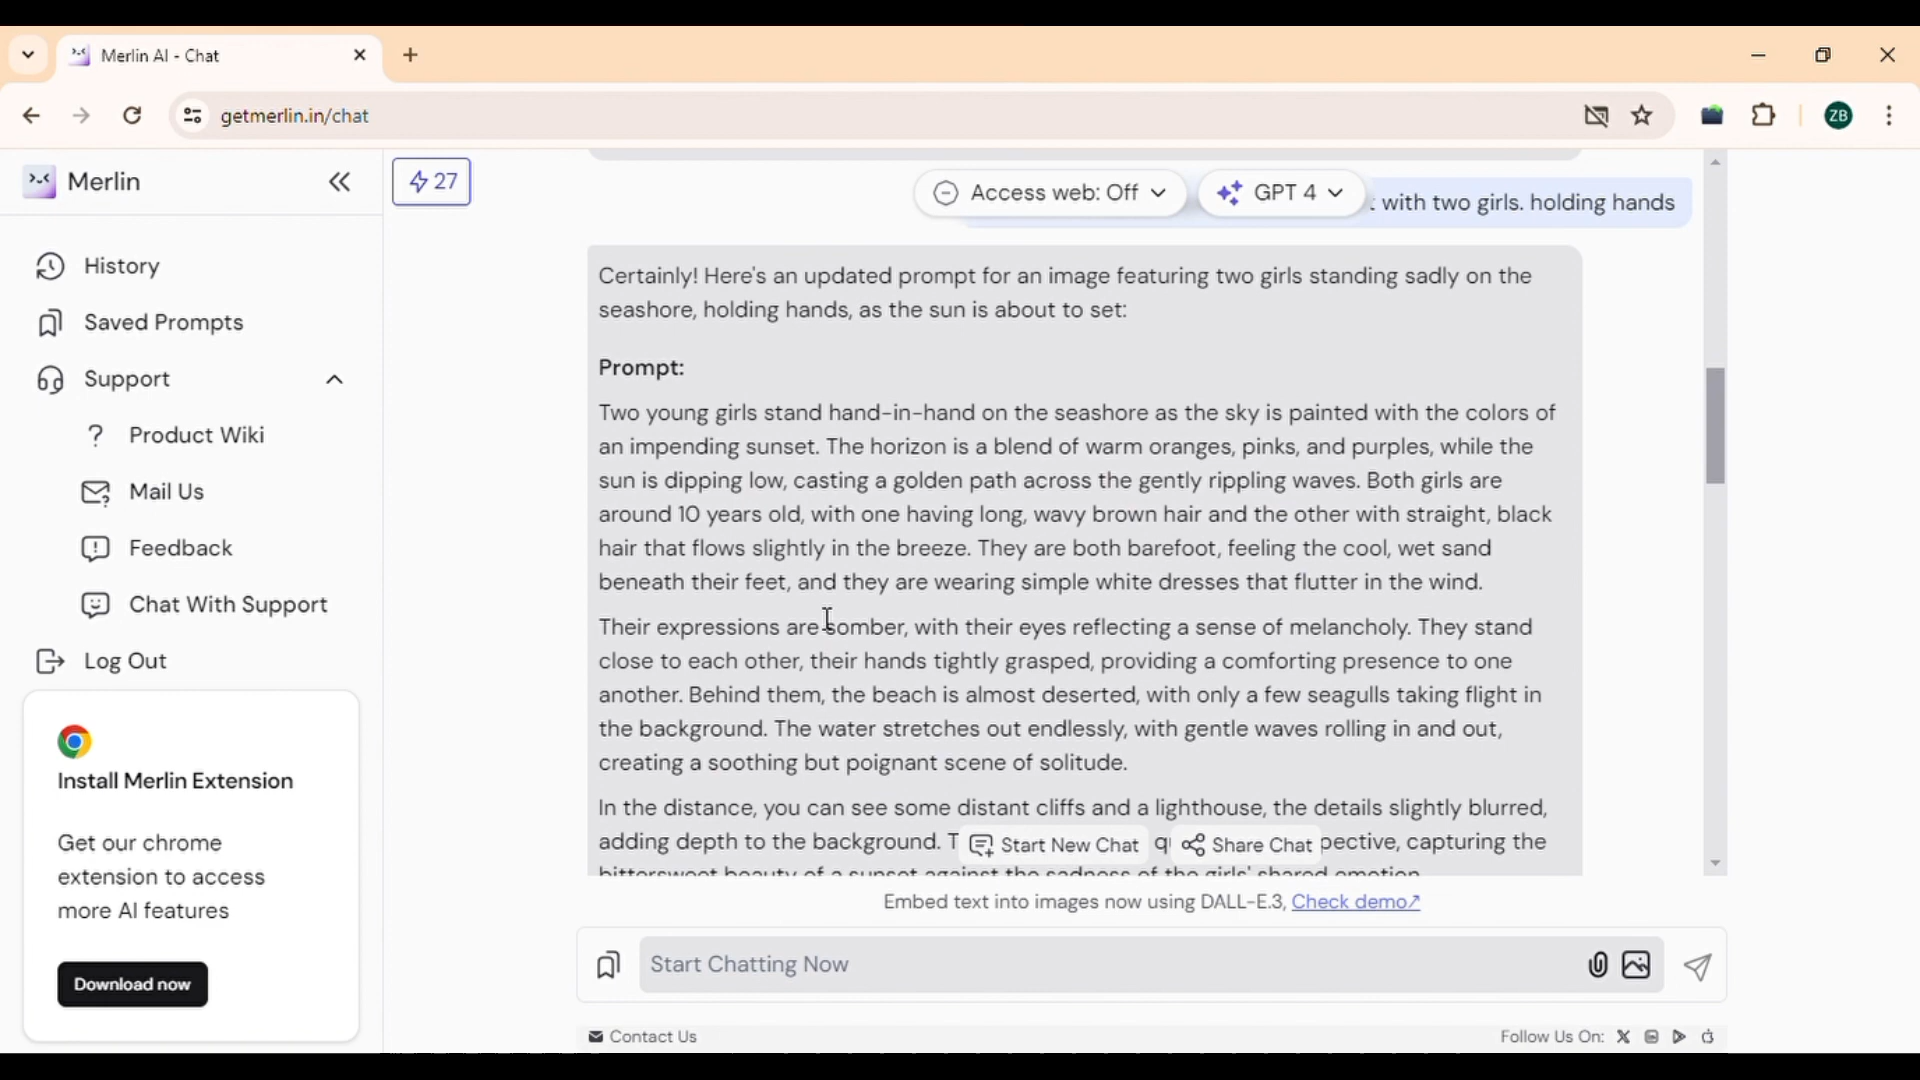 Merlin AI - Chat
getmerlin.in/chat
ZB
Merlin
27
Access web: Off
GPT 4
with two girls. holding hands
History
Saved Prompts
Support
Product Wiki
Mail Us
Feedback
Chat With Support
Log Out
Install Merlin Extension
Get our chrome
extension to access
more AI features
Download now
Certainly! Here's an updated prompt for an image featuring two girls standing sadly on the
seashore, holding hands, as the sun is about to set:
Prompt:
Two young girls stand hand-in-hand on the seashore as the sky is painted with the colors of
an impending sunset. The horizon is a blend of warm oranges, pinks, and purples, while the
sun is dipping low, casting a golden path across the gently rippling waves. Both girls are
around 10 years old, with one having long, wavy brown hair and the other with straight, black
hair that flows slightly in the breeze. They are both barefoot, feeling the cool, wet sand
beneath their feet, and they are wearing simple white dresses that flutter in the wind.
Their expressions are somber, with their eyes reflecting a sense of melancholy. They stand
close to each other, their hands tightly grasped, providing a comforting presence to one
another. Behind them, the beach is almost deserted, with only a few seagulls taking flight in
the background. The water stretches out endlessly, with gentle waves rolling in and out,
creating a soothing but poignant scene of solitude.
In the distance, you can see some distant cliffs and a lighthouse, the details slightly blurred,
adding depth to the background. capturing the
bittersweet beauty of a sunset against the sadness of the girls' shared emotion.
Start New Chat
Share Chat
Embed text into images now using DALL-E.3, Check demo↗
Start Chatting Now
Contact Us
Follow Us On: